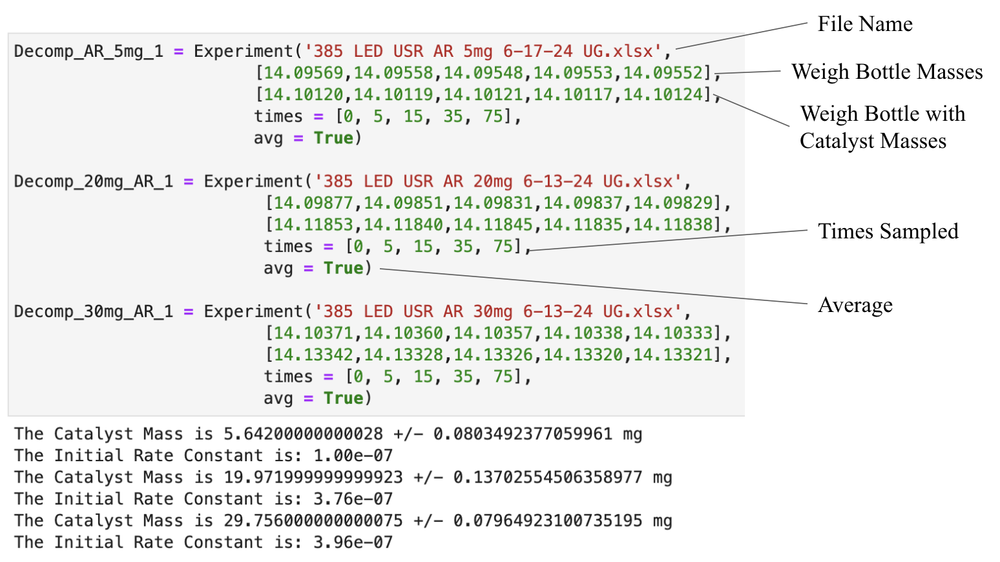 File Name
Decomp_AR_5mg_1 = Experiment('385 LED USR AR 5mg 6-17-24 UG.xlsx',
[14.09569,14.09558,14.09548,14.09553,14.09552],
Weigh Bottle Masses
[14.10120,14.10119,14.10121,14.10117,14.10124],
Weigh Bottle with
Catalyst Masses
times = [0, 5, 15, 35, 75],
avg = True)
Decomp_20mg_AR_1 = Experiment('385 LED USR AR 20mg 6-13-24 UG.xlsx',
[14.09877,14.09851,14.09831,14.09837,14.09829],
[14.11853,14.11840,14.11845,14.11835,14.11838],
times = [0, 5, 15, 35, 75],
Times Sampled
avg = True)
Average
Decomp_30mg_AR_1 = Experiment('385 LED USR AR 30mg 6-13-24 UG.xlsx',
[14.10371,14.10360,14.10357,14.10338,14.10333],
[14.13342,14.13328,14.13326,14.13320,14.13321],
times = [0, 5, 15, 35, 75],
avg = True)
The Catalyst Mass is 5.64200000000028 +/- 0.0803492377059961 mg
The Initial Rate Constant is: 1.00e-07
The Catalyst Mass is 19.971999999999923 +/- 0.13702554506358977 mg
The Initial Rate Constant is: 3.76e-07
The Catalyst Mass is 29.756000000000075 +/- 0.07964923100735195 mg
The Initial Rate Constant is: 3.96e-07